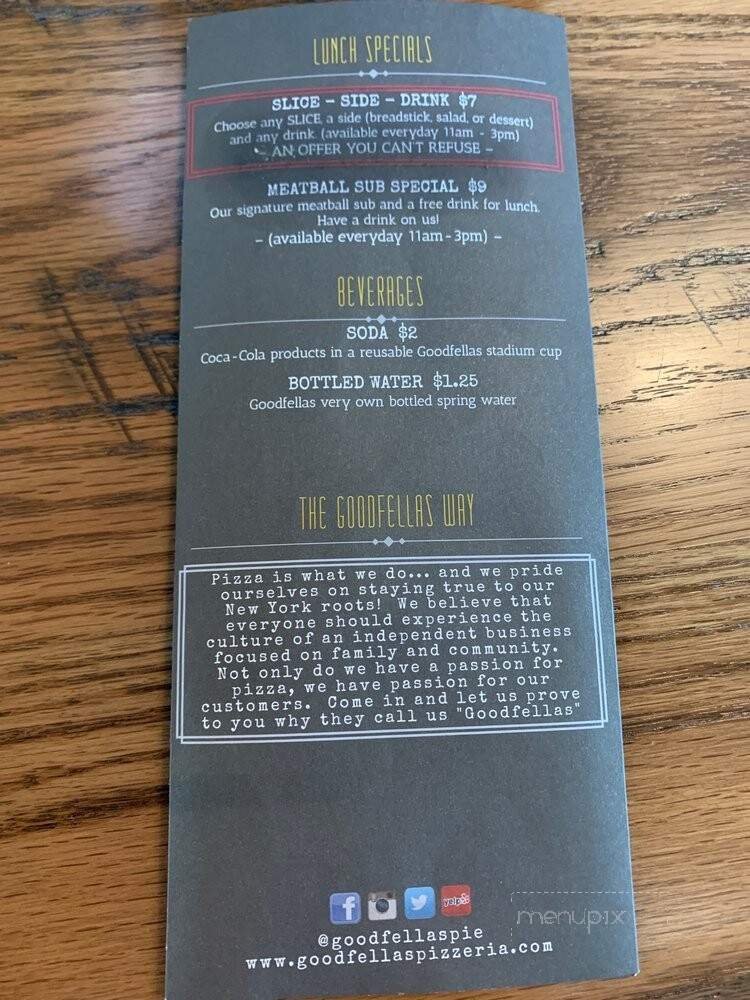 LUNCH SPECIALS
SLICE - SIDE - DRINK $7
Choose any SLICE, a side (breadstick, salad, or dessert)
and any drink. (available everyday 11am - 3pm)
- AN OFFER YOU CAN'T REFUSE -
MEATBALL SUB SPECIAL $9
Our signature meatball sub and a free drink for lunch.
Have a drink on us!
- (available everyday 11am-3pm) -
BEVERAGES
SODA $2
Coca-Cola products in a reusable Goodfellas stadium cup
BOTTLED WATER $1.25
Goodfellas very own bottled spring water
THE GOODFELLAS WAY
Pizza is what we do... and we pride
ourselves on staying true to our
New York roots! We believe that
everyone should experience the
culture of an independent business
focused on family and community.
Not only do we have a passion for
pizza, we have passion for our
customers. Come in and let us prove
to you why they call us "Goodfellas"
yelp
@goodfellaspie
www.goodfellaspizzeria.com
menupix